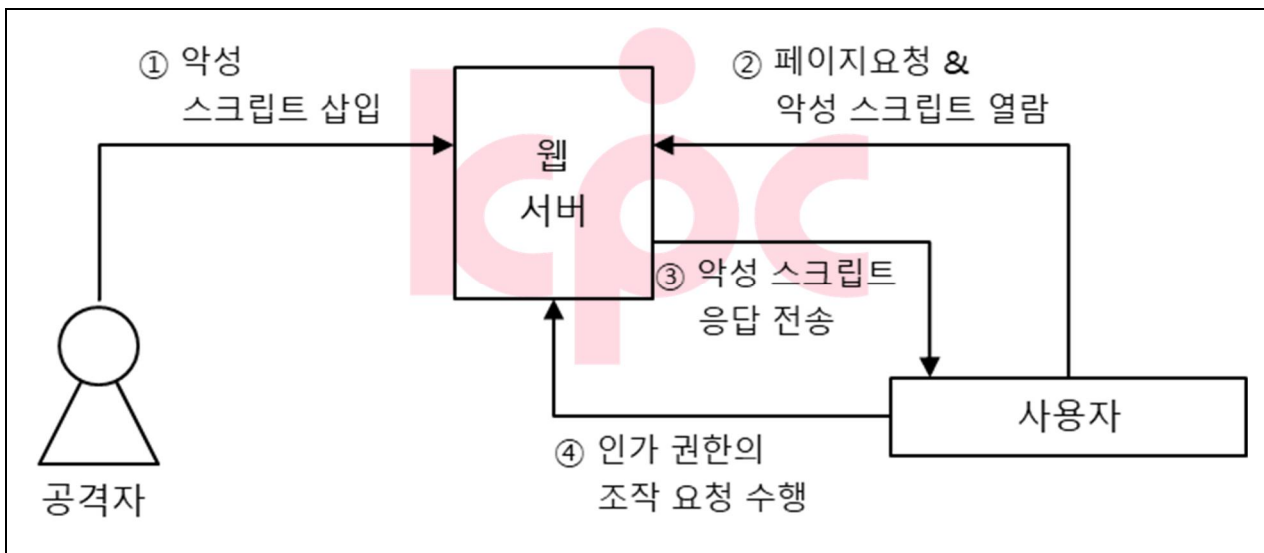 ① 악성
스크립트 삽입
② 페이지요청 &
악성 스크립트 열람
웹
서버
③ 악성 스크립트
응답 전송
사용자
④ 인가 권한의
조작 요청 수행
공격자
kpc